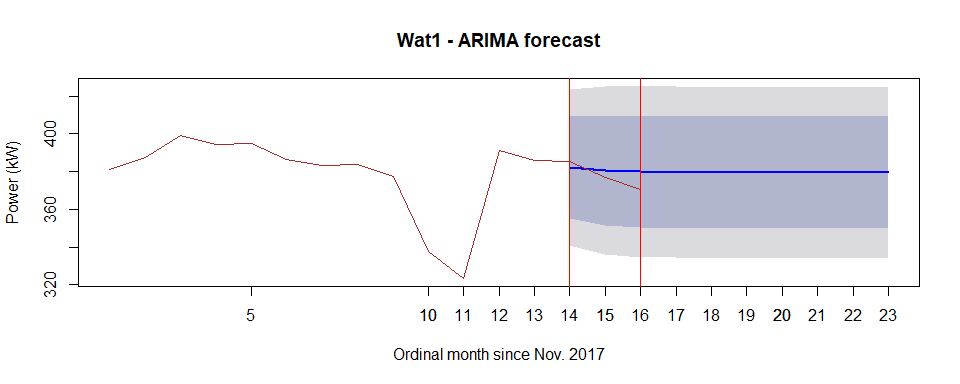 Wat1 - ARIMA forecast
Power (kW)
400
360
320
5 10 11 12 13 14 15 16 17 18 19 20 21 22 23
Ordinal month since Nov. 2017